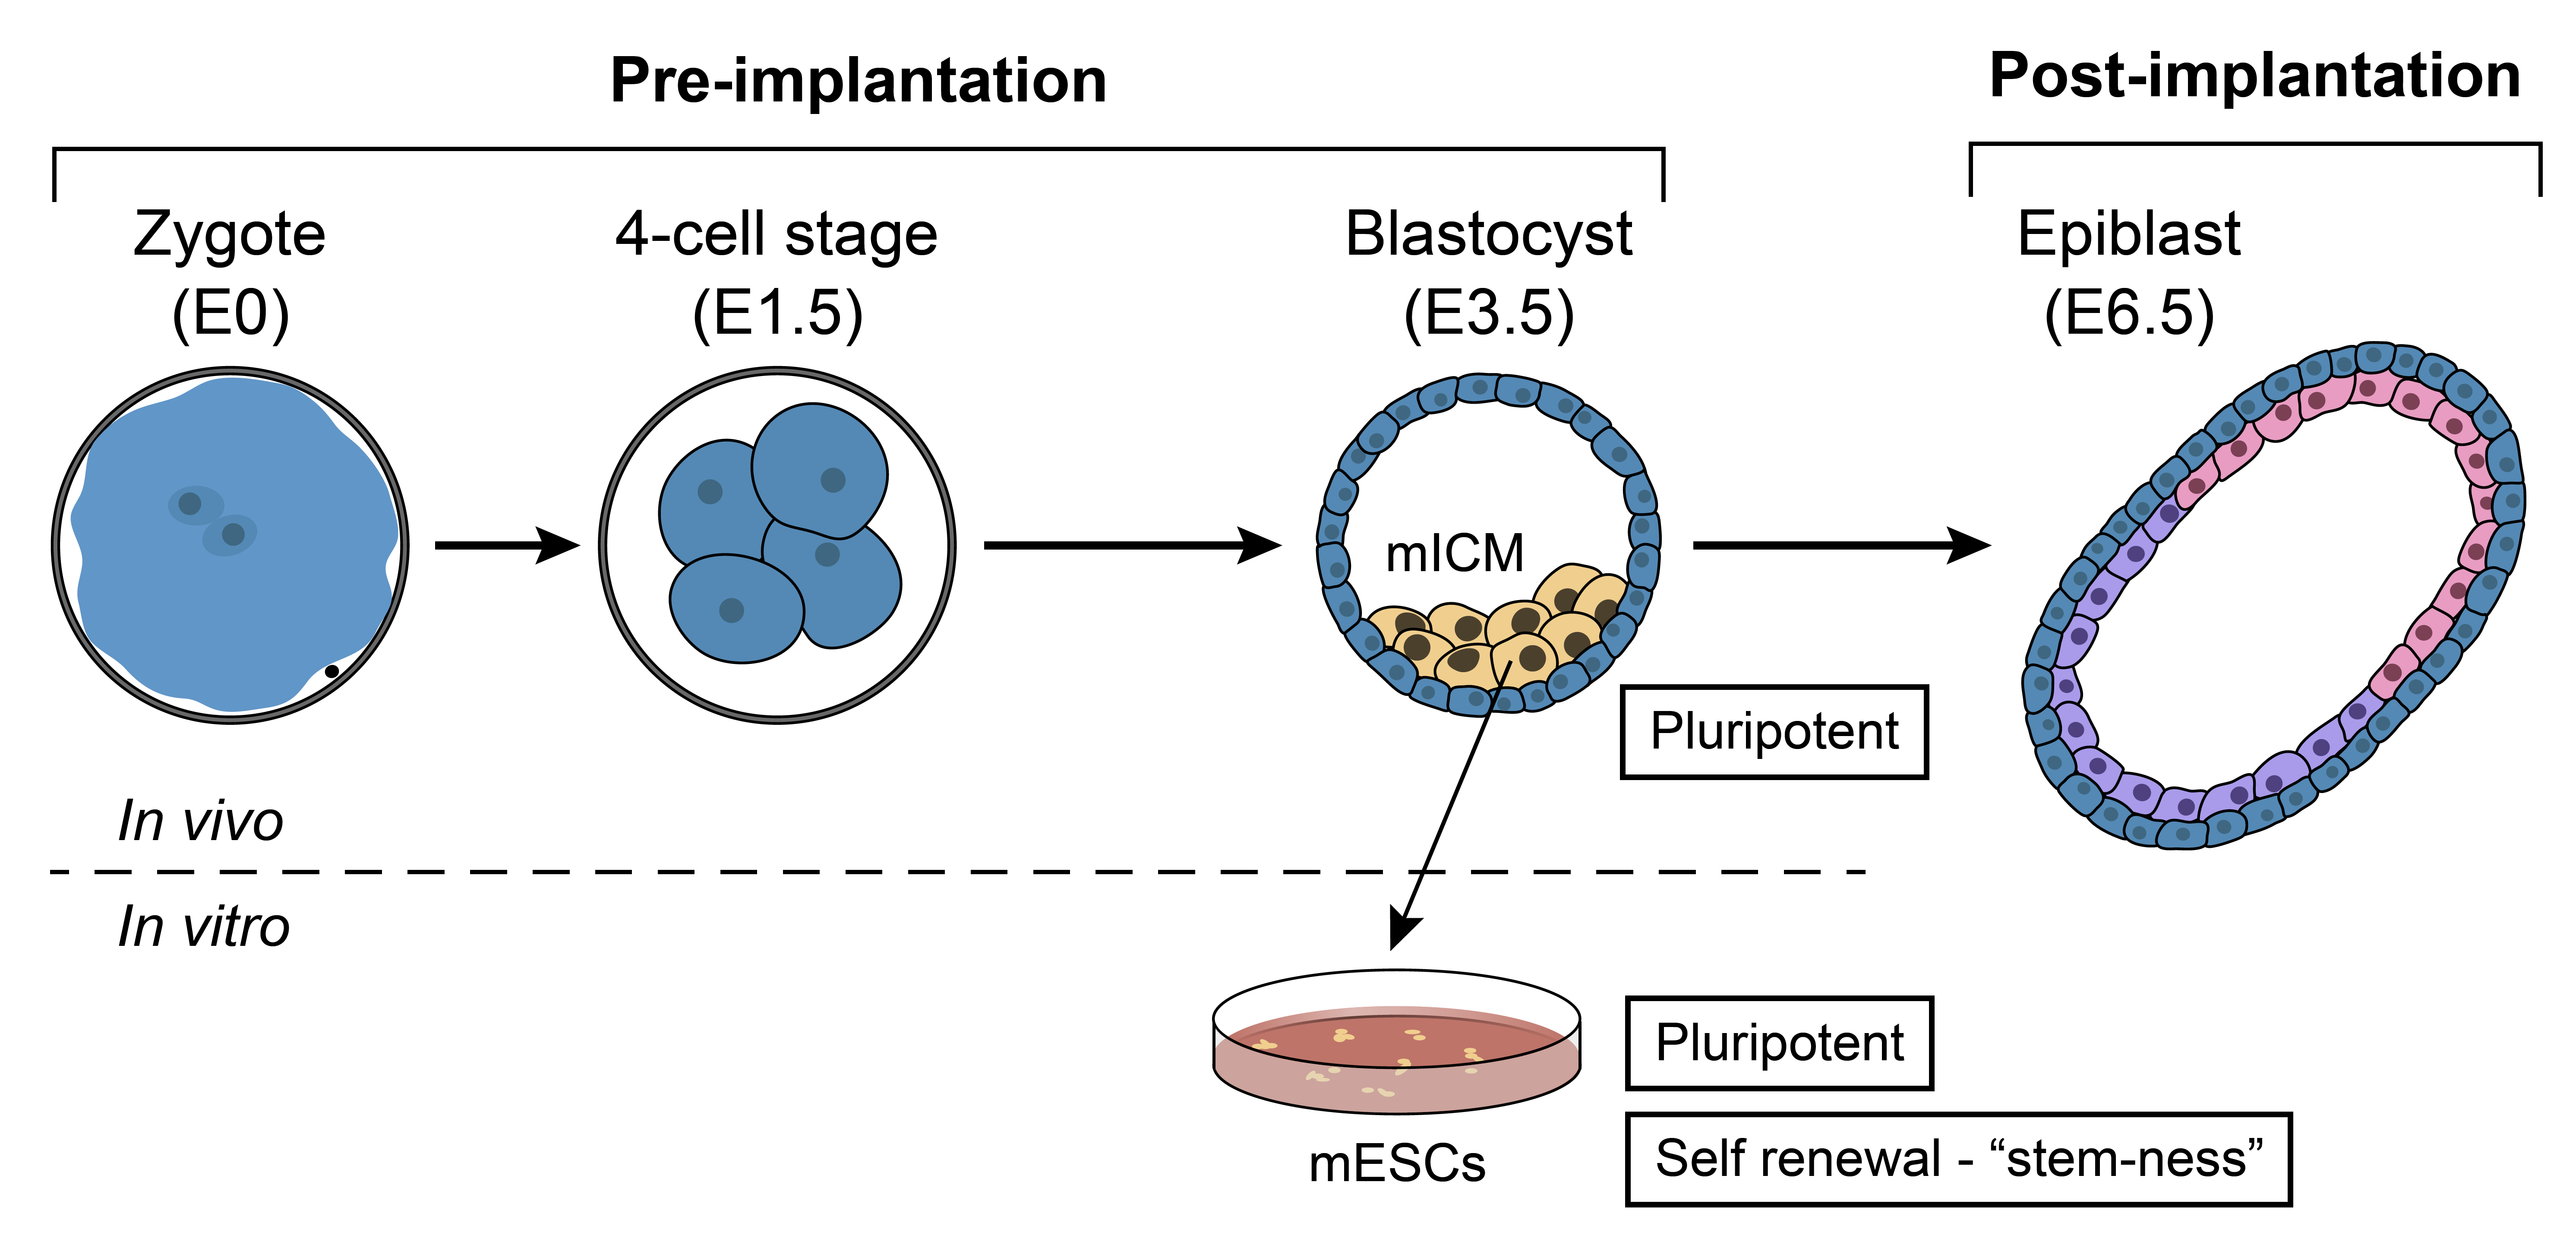 Pre-implantation
Post-implantation
Zygote
(E0)
4-cell stage
(E1.5)
Blastocyst
(E3.5)
Epiblast
(E6.5)
mICM
Pluripotent
In vivo
In vitro
mESCs
Pluripotent
Self renewal - “stem-ness”